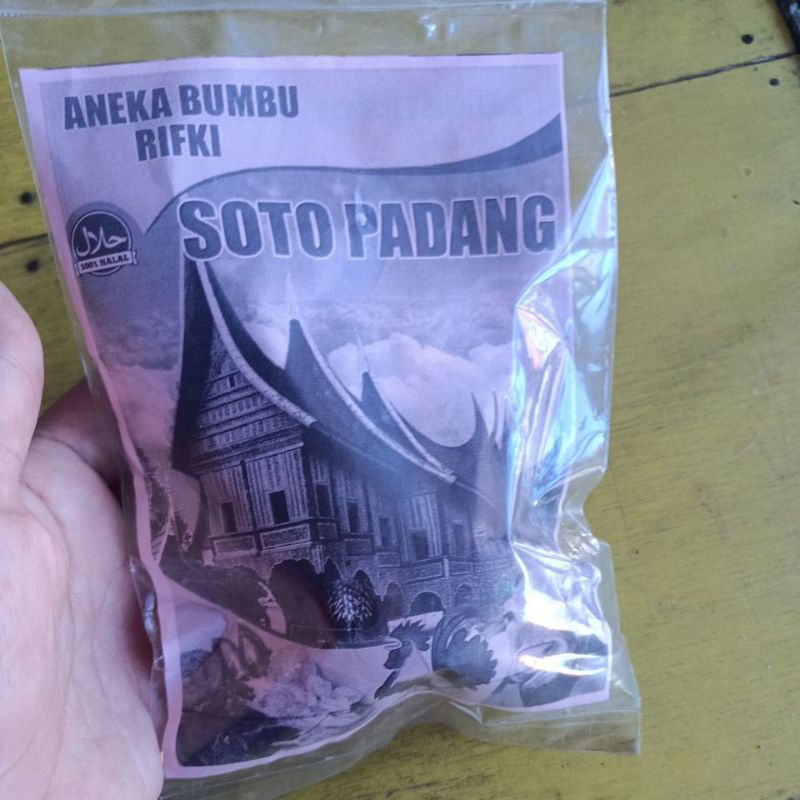 ANEKA BUMBU
RIFKI
SOTO PADANG
حلال
100% HALAL